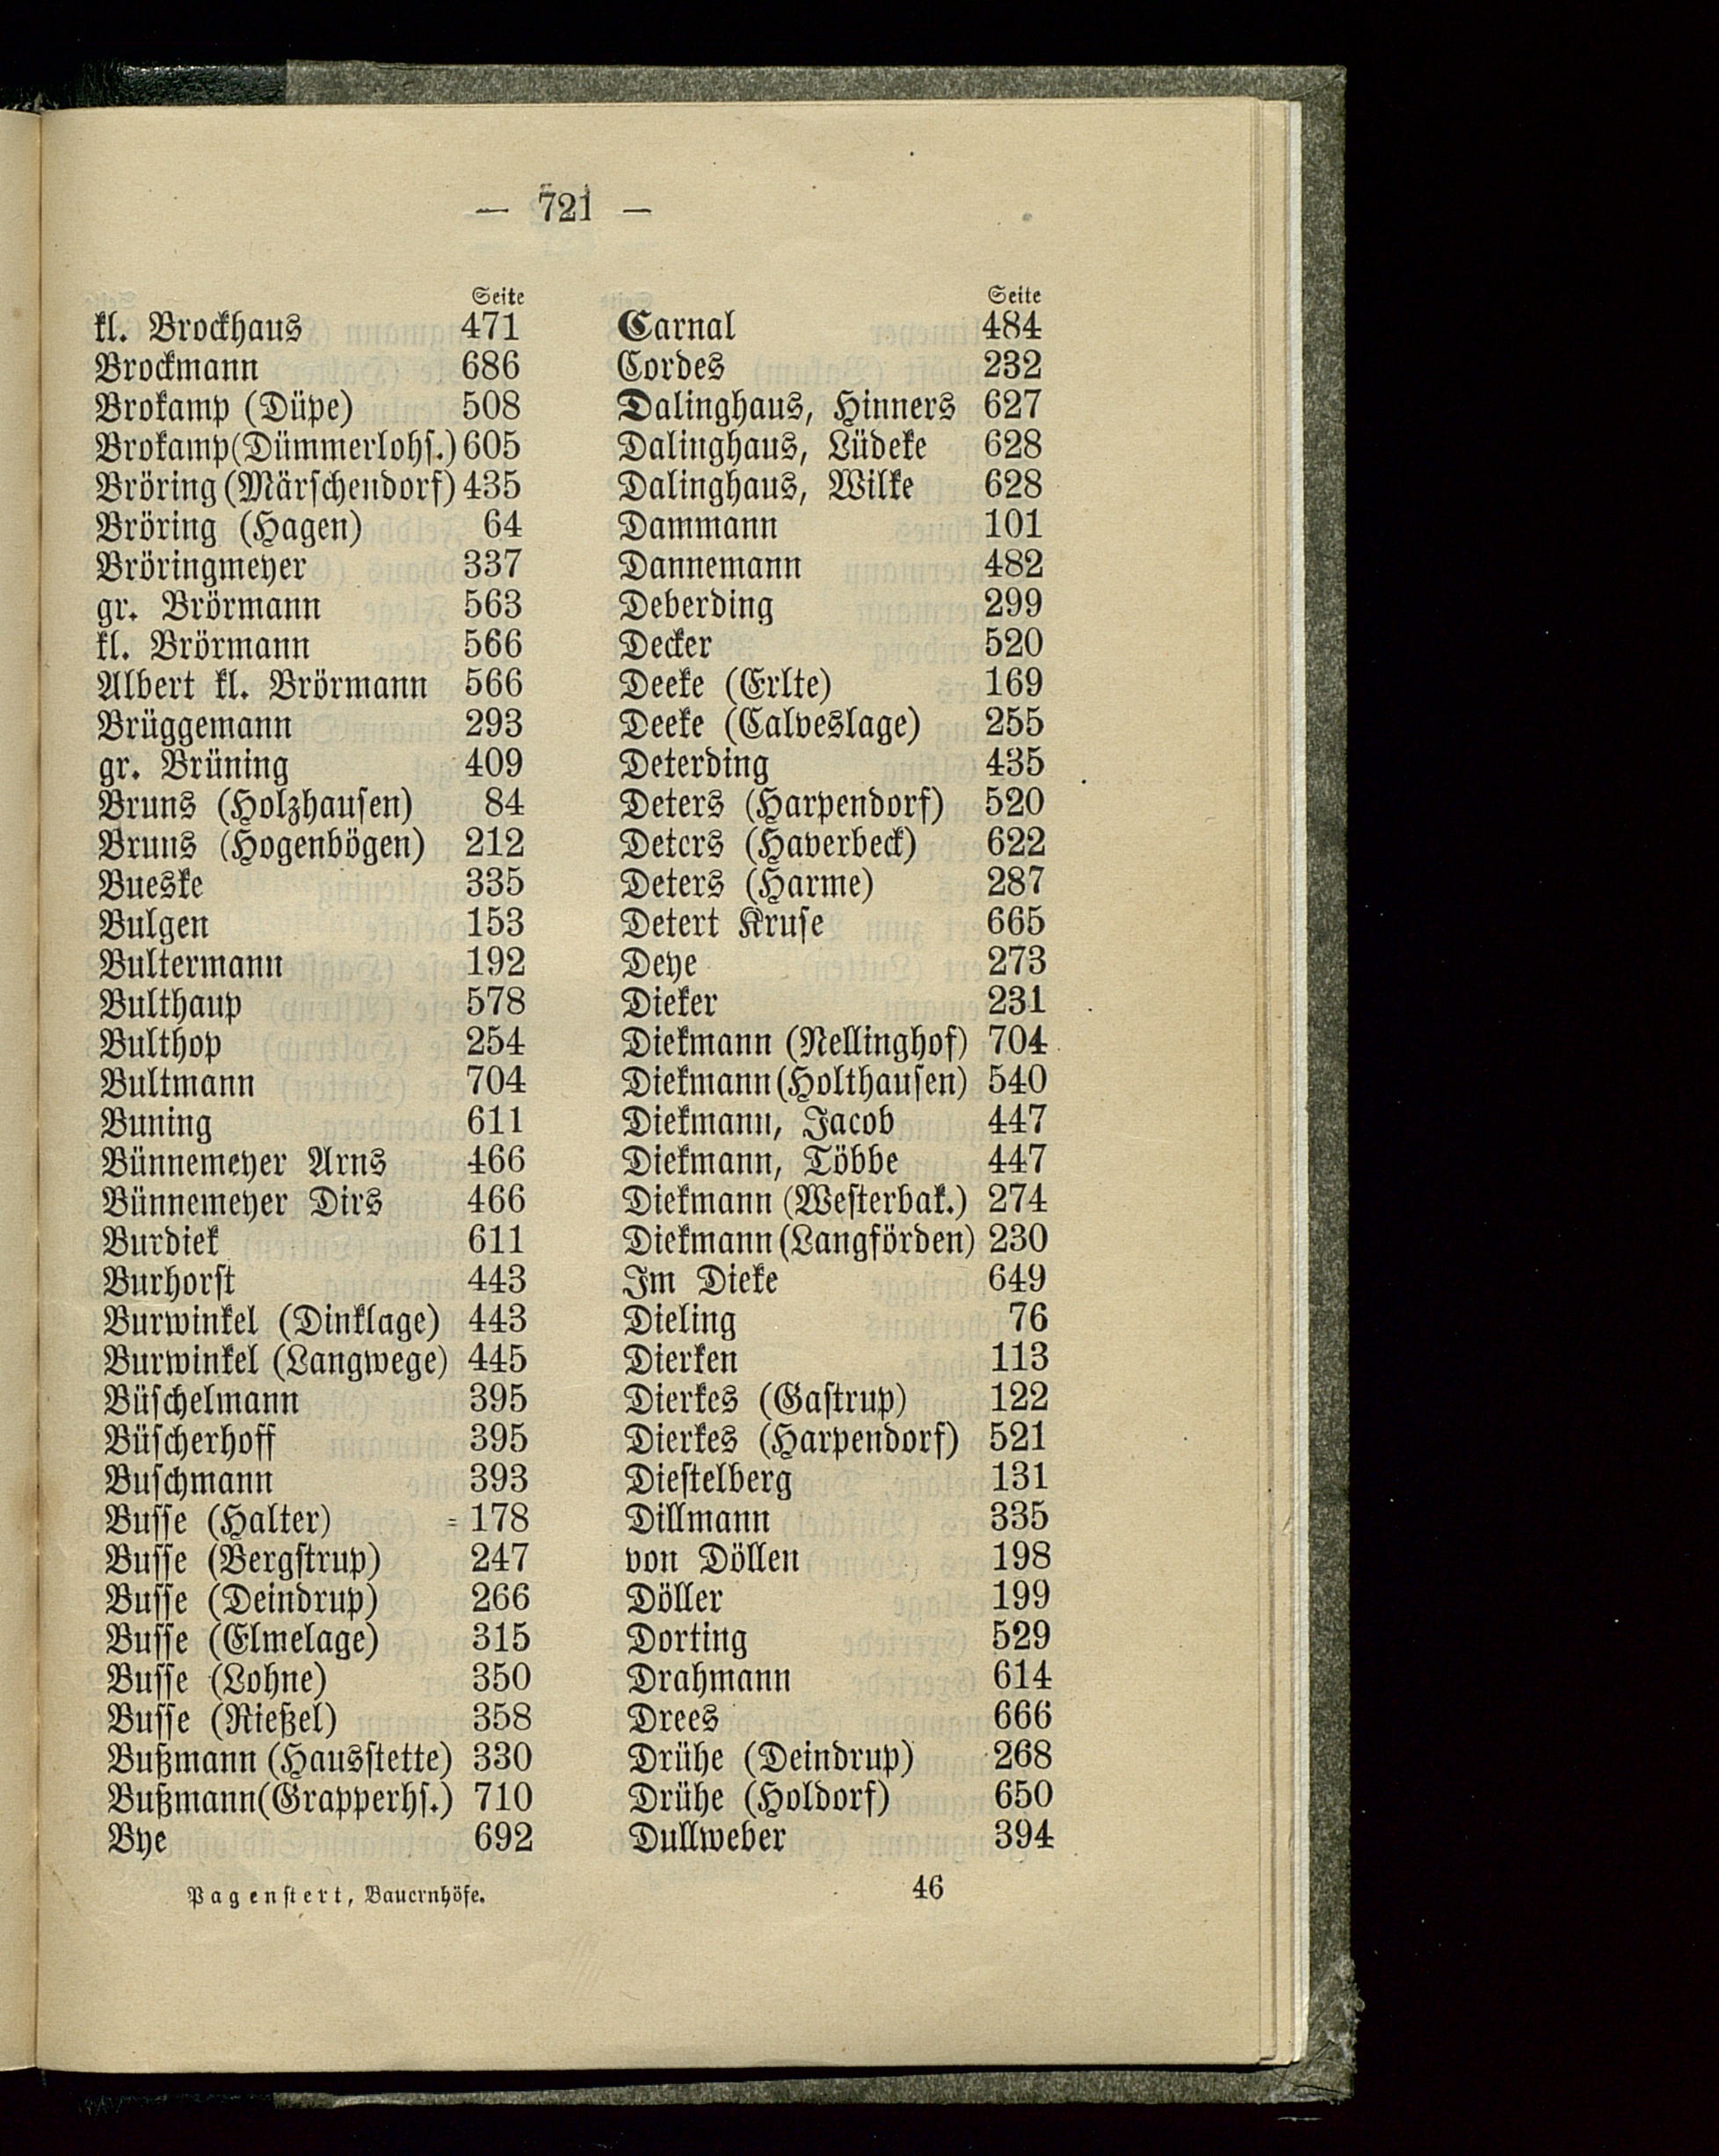 — 721 —
Seite
kl. Brockhaus 471
Brockmann 686
Brokamp (Düpe) 508
Brokamp (Dümmerlohs.) 605
Bröring (Märschendorf) 435
Bröring (Hagen) 64
Bröringmeyer 337
gr. Brörmann 563
kl. Brörmann 566
Albert kl. Brörmann 566
Brüggemann 293
gr. Brüning 409
Bruns (Holzhausen) 84
Bruns (Hogenbögen) 212
Bueske 335
Bulgen 153
Bultermann 192
Bulthaup 578
Bulthop 254
Bultmann 704
Buning 611
Bünnemeyer Arns 466
Bünnemeyer Dirs 466
Burdiek 611
Burhorst 443
Burwinkel (Dinklage) 443
Burwinkel (Langwege) 445
Büschelmann 395
Büscherhoff 395
Buschmann 393
Busse (Halter) 178
Busse (Bergstrup) 247
Busse (Deindrup) 266
Busse (Elmelage) 315
Busse (Lohne) 350
Busse (Rießel) 358
Bußmann (Hausstette) 330
Bußmann (Grapperhs.) 710
Bye 692
Seite
Carnal 484
Cordes 232
Dalinghaus, Hinners 627
Dalinghaus, Lüdeke 628
Dalinghaus, Wilke 628
Dammann 101
Dannemann 482
Deberding 299
Decker 520
Deeke (Erlte) 169
Deeke (Calveslage) 255
Deterding 435
Deters (Harpendorf) 520
Deters (Haverbeck) 622
Deters (Harme) 287
Detert Kruse 665
Deye 273
Dieker 231
Diekmann (Nellinghof) 704
Diekmann (Holthausen) 540
Diekmann, Jacob 447
Diekmann, Többe 447
Diekmann (Westerbak.) 274
Diekmann (Langförden) 230
Im Dieke 649
Dieling 76
Dierken 113
Dierkes (Gastrup) 122
Dierkes (Harpendorf) 521
Diestelberg 131
Dillmann 335
von Döllen 198
Döller 199
Dorting 529
Drahmann 614
Drees 666
Drühe (Deindrup) 268
Drühe (Holdorf) 650
Dullweber 394
Pagenstert, Bauernhöfe. 46